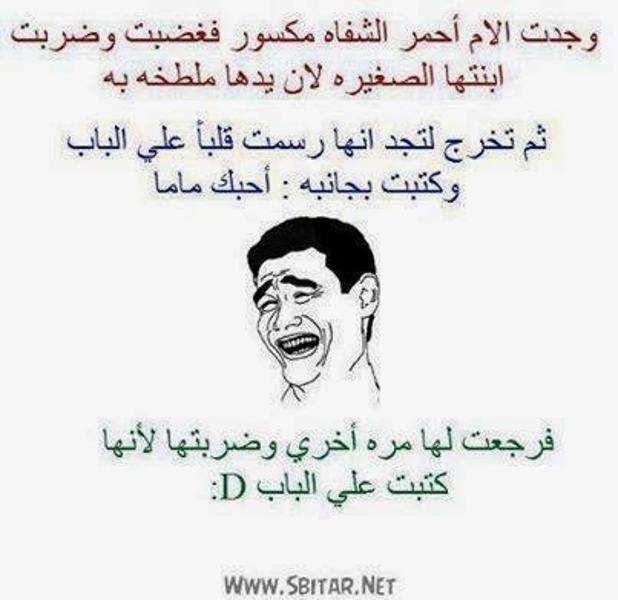 وجدت الام أحمر الشفاه مكسور فغضبت وضربت
ابنتها الصغيره لان يدها ملطخه به
ثم تخرج لتجد انها رسمت قلبأ علي الباب
وكتبت بجانبه : أحبك ماما
فرجعت لها مره أخري وضربتها لأنها
كتبت علي الباب D:
WWW.SBITAR.NET